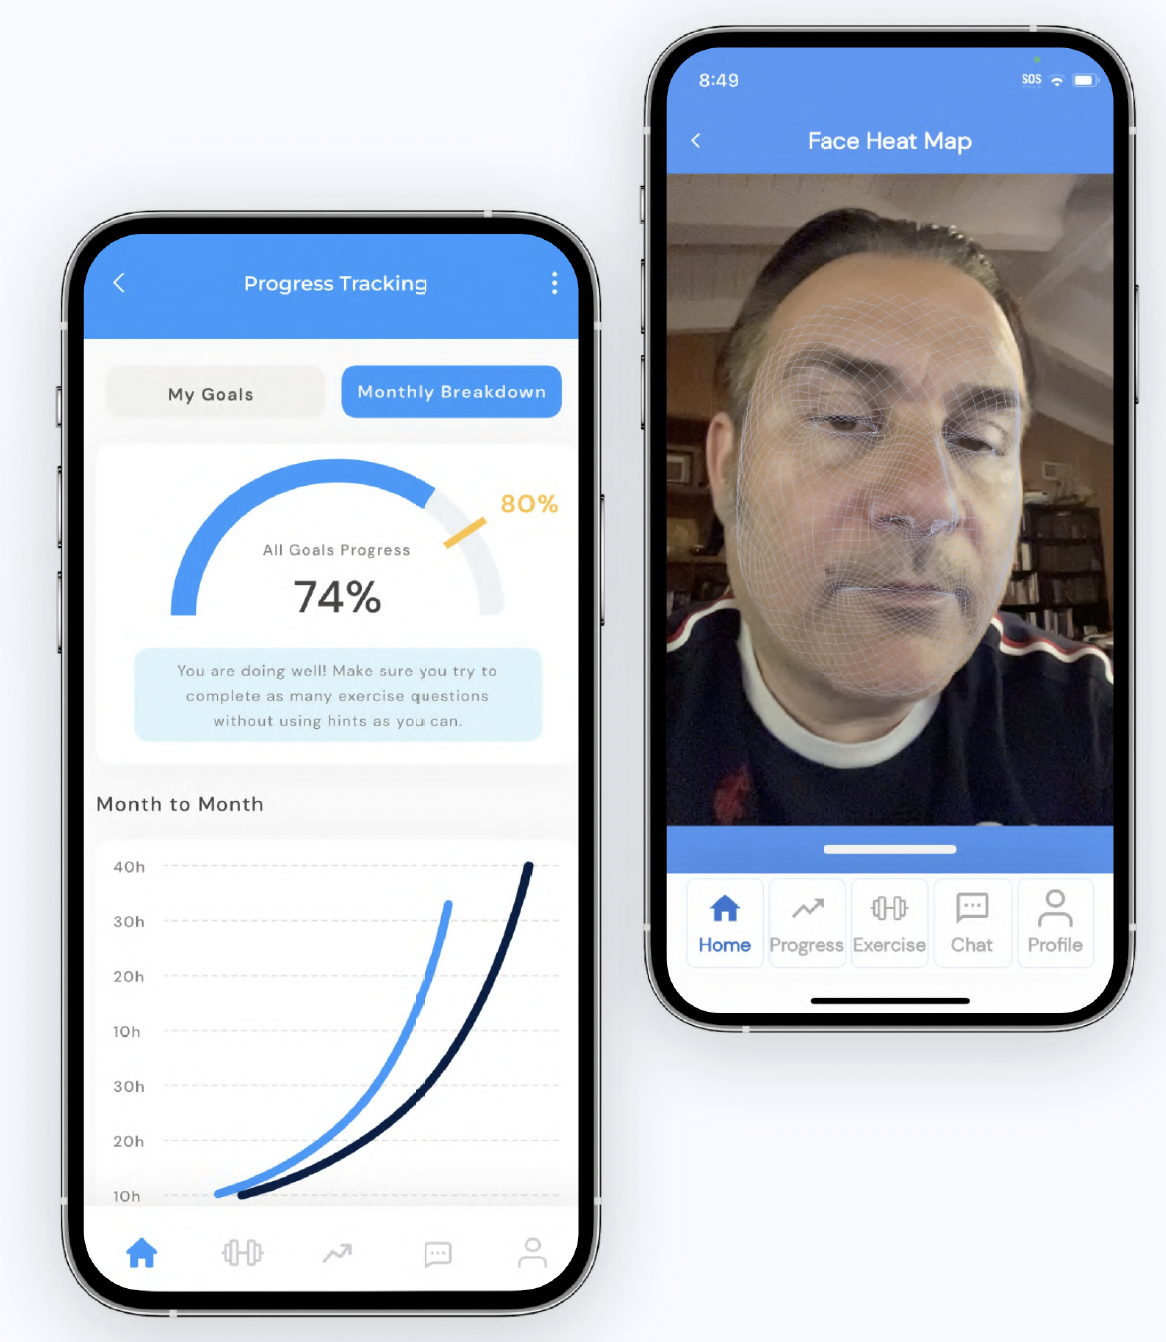 Progress Tracking
My Goals
Monthly Breakdown
80%
All Goals Progress
74%
You are doing well! Make sure you try to
complete as many exercise questions
without using hints as you can.
Month to Month
40h
30h
20h
10h
30h
20h
10h
8:49
SOS
Face Heat Map
Home
Progress
Exercise
Chat
Profile